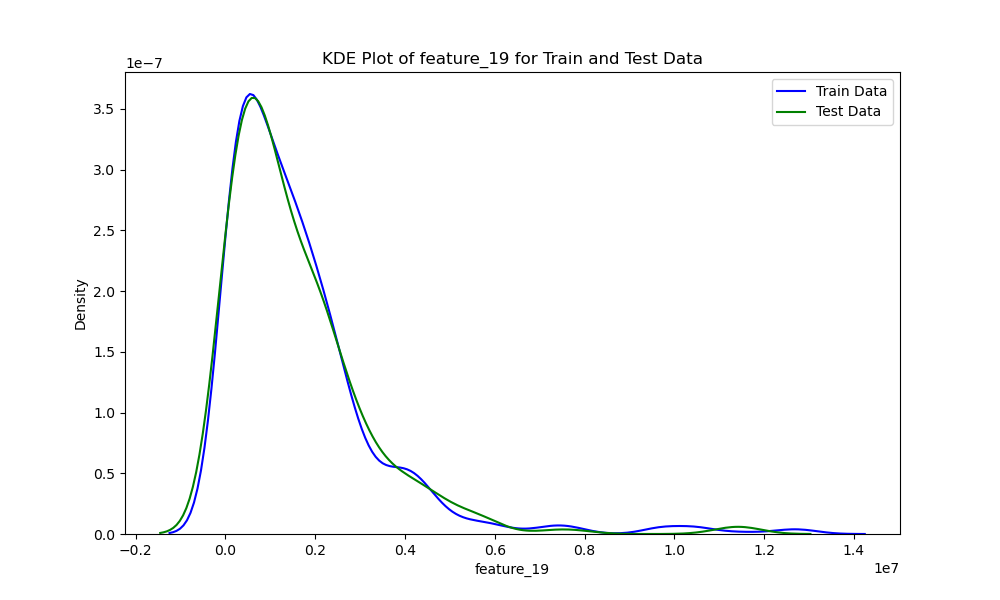 KDE Plot of feature_19 for Train and Test Data
1e−7
Train Data
Test Data
3.5
3.0
2.5
2.0
1.5
1.0
0.5
0.0
Density
−0.2 0.0 0.2 0.4 0.6 0.8 1.0 1.2 1.4
1e7
feature_19